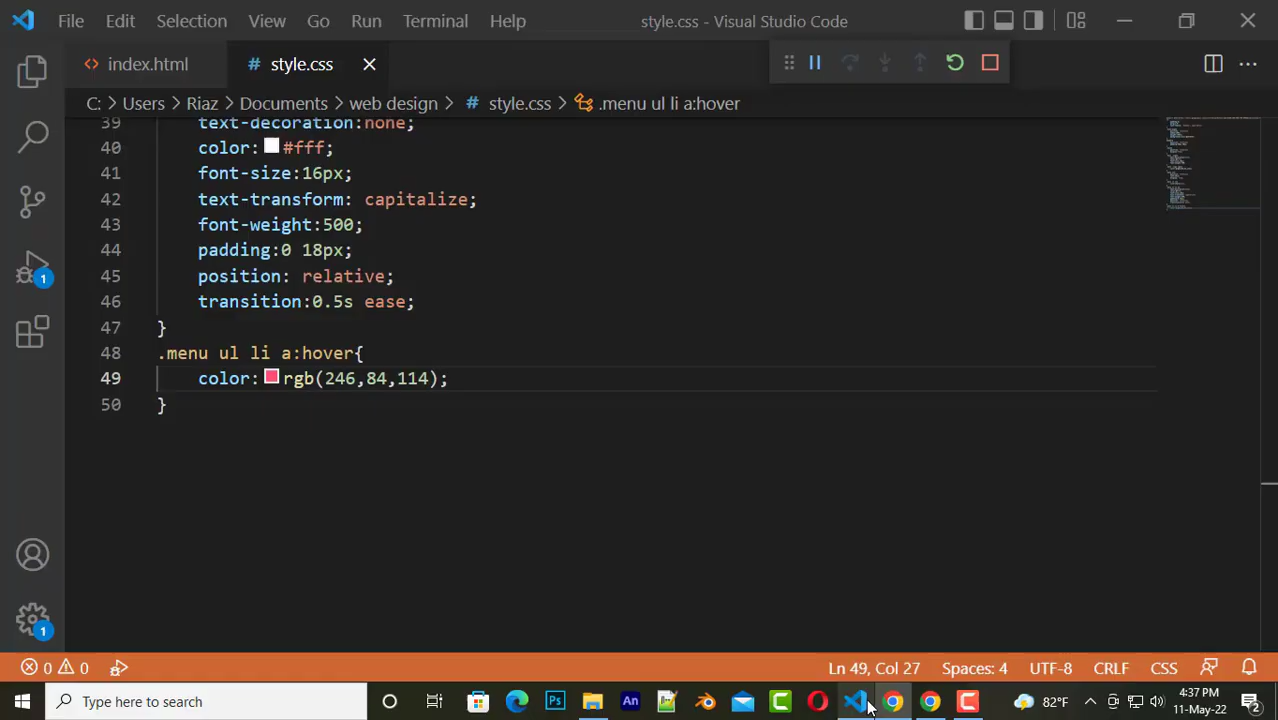 File Edit Selection View Go Run Terminal Help style.css - Visual Studio Code
<> index.html # style.css
C: > Users > Riaz > Documents > web design > # style.css > .menu ul li a:hover
39 text-decoration:none;
40 color: #fff;
41 font-size:16px;
42 text-transform: capitalize;
43 font-weight:500;
44 padding:0 18px;
45 position: relative;
46 transition:0.5s ease;
47 }
48 .menu ul li a:hover{
49 color: rgb(246,84,114);
50 }
1
1
0 0 Ln 49, Col 27 Spaces: 4 UTF-8 CRLF CSS
Type here to search Ps An 82°F 4:37 PM
11-May-22 2